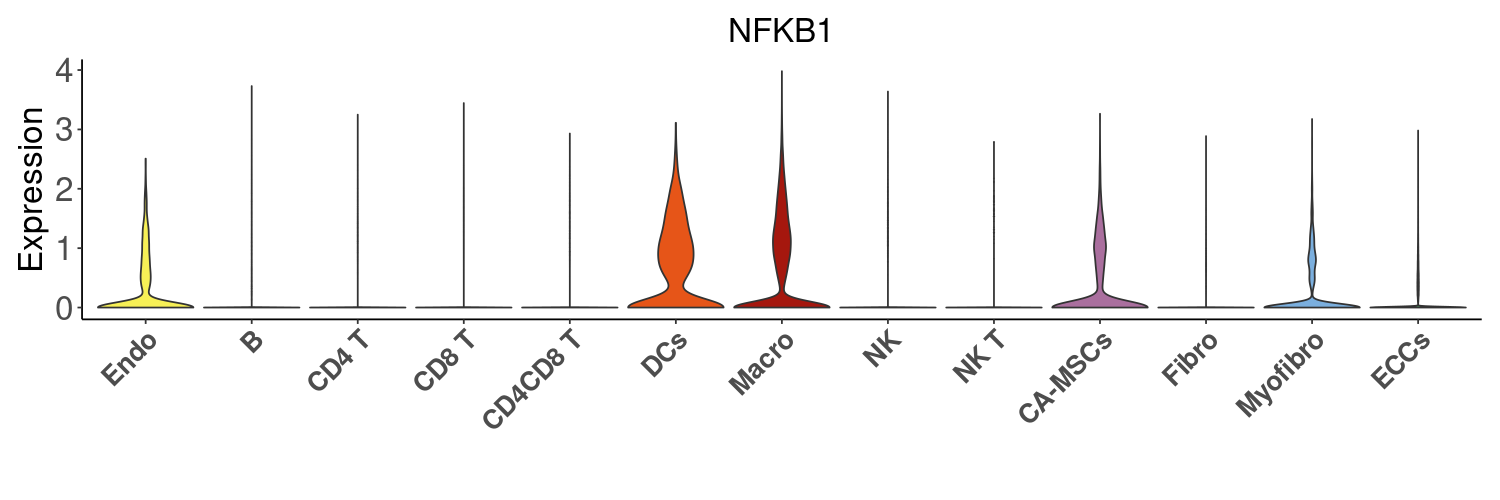 NFKB1
Expression
4
3
2
1
0
Endo
B
CD4 T
CD8 T
CD4CD8 T
DCs
Macro
NK
NK T
CA-MSCs
Fibro
Myofibro
ECCs